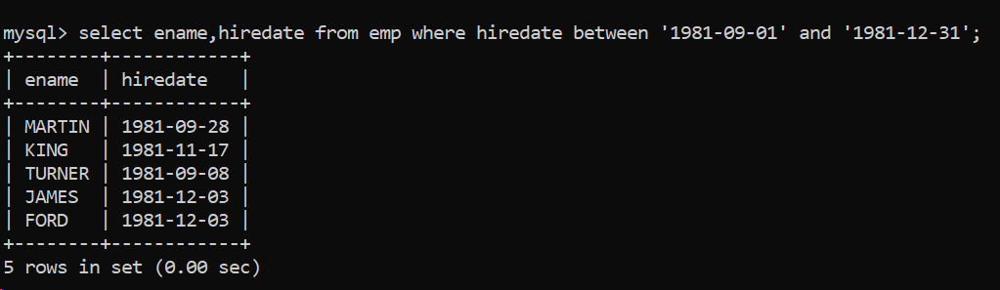 mysql> select ename,hiredate from emp where hiredate between '1981-09-01' and '1981-12-31';
+--------+------------+
| ename  | hiredate   |
+--------+------------+
| MARTIN | 1981-09-28 |
| KING   | 1981-11-17 |
| TURNER | 1981-09-08 |
| JAMES  | 1981-12-03 |
| FORD   | 1981-12-03 |
+--------+------------+
5 rows in set (0.00 sec)